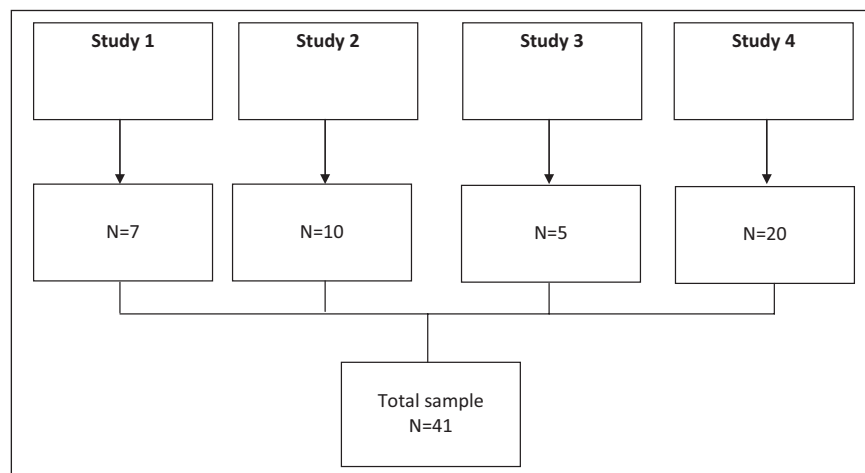 Study 1
Study 2
Study 3
Study 4
N=7
N=10
N=5
N=20
Total sample
N=41